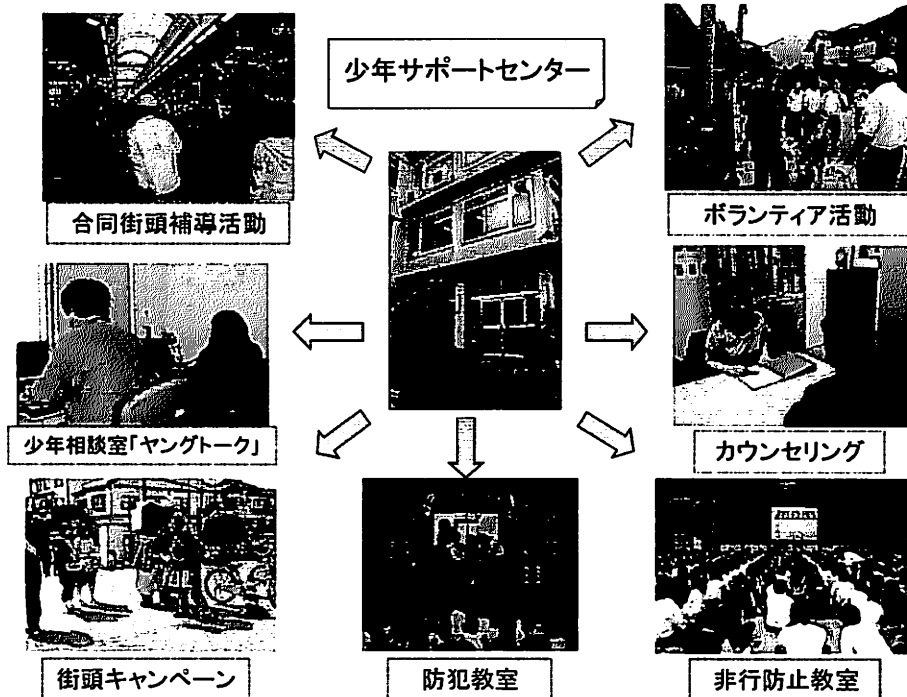 少年サポートセンター
合同街頭補導活動
ボランティア活動
少年相談室「ヤングトーク」
カウンセリング
街頭キャンペーン
防犯教室
非行防止教室